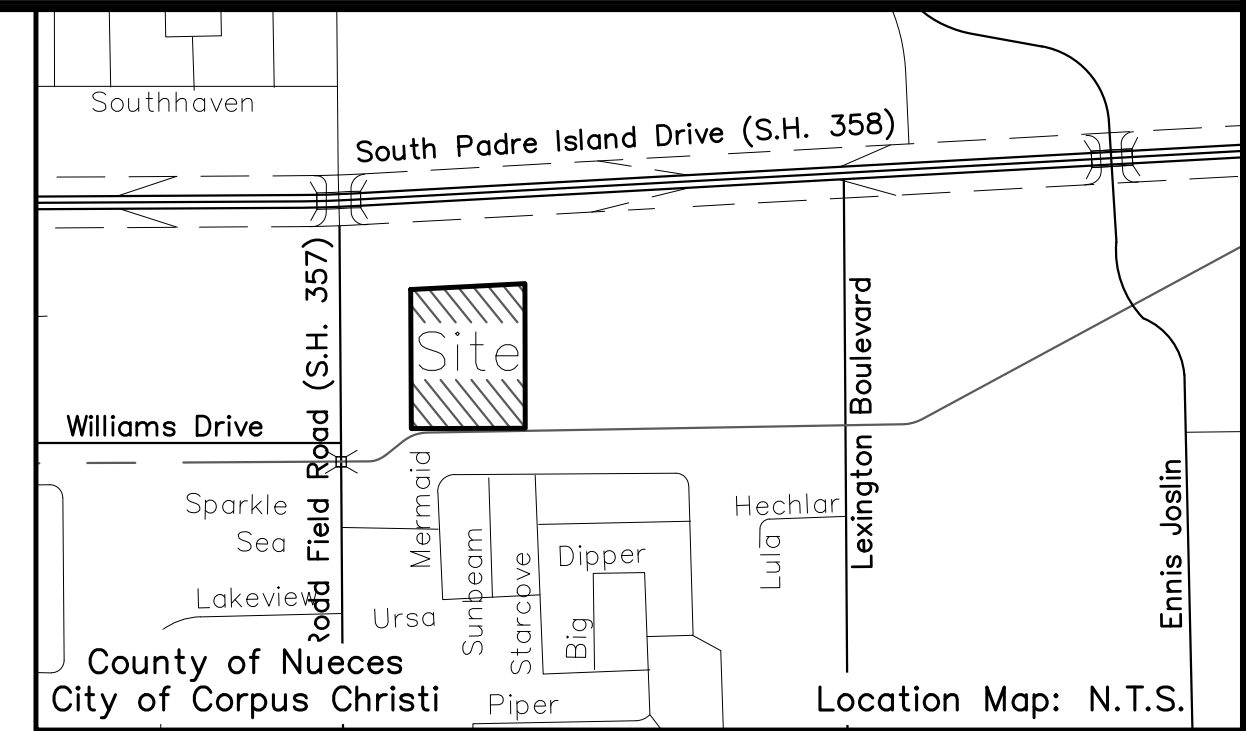 Southhaven
South Padre Island Drive (S.H. 358)
Road Field Road (S.H. 357)
Site
Lexington Boulevard
Williams Drive
Mermaid
Sparkle
Sea
Hechlar
Lula
Ennis Joslin
Sunbeam
Starcove
Dipper
Big
Lakeview
Ursa
County of Nueces
City of Corpus Christi
Piper
Location Map: N.T.S.